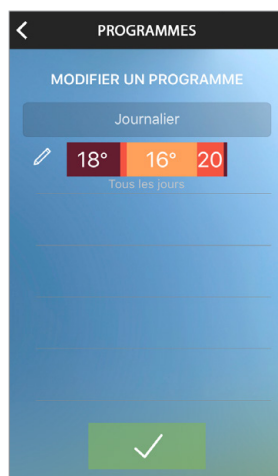 PROGRAMMES
MODIFIER UN PROGRAMME
Journalier
18° 16° 20
Tous les jours